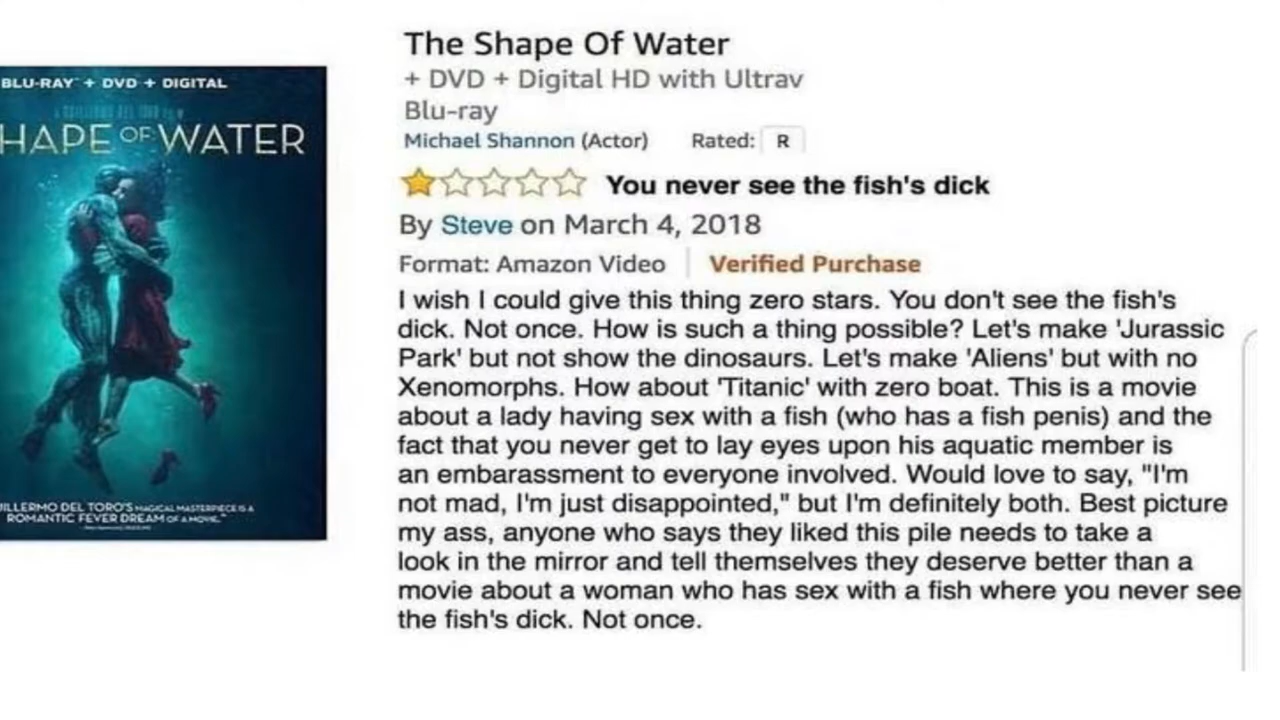 BLU-RAY + DVD + DIGITAL
HAPE OF WATER
ILLERMO DEL TORO'S MAGICAL MASTERPIECE IS A
ROMANTIC FEVER DREAM OF A MOVIE."
The Shape Of Water
+ DVD + Digital HD with Ultrav
Blu-ray
Michael Shannon (Actor) Rated: R
You never see the fish's dick
By Steve on March 4, 2018
Format: Amazon Video | Verified Purchase
I wish I could give this thing zero stars. You don't see the fish's
dick. Not once. How is such a thing possible? Let's make 'Jurassic
Park' but not show the dinosaurs. Let's make 'Aliens' but with no
Xenomorphs. How about 'Titanic' with zero boat. This is a movie
about a lady having sex with a fish (who has a fish penis) and the
fact that you never get to lay eyes upon his aquatic member is
an embarassment to everyone involved. Would love to say, "I'm
not mad, I'm just disappointed," but I'm definitely both. Best picture
my ass, anyone who says they liked this pile needs to take a
look in the mirror and tell themselves they deserve better than a
movie about a woman who has sex with a fish where you never see
the fish's dick. Not once.